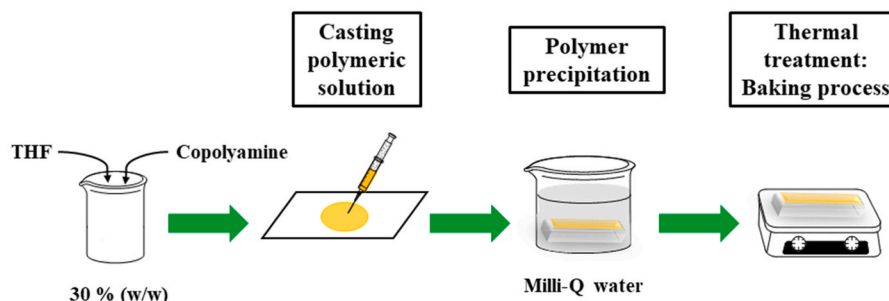 Casting
polymeric
solution
Polymer
precipitation
Thermal
treatment:
Baking process
THF
Copolyamine
30 % (w/w)
Milli-Q water